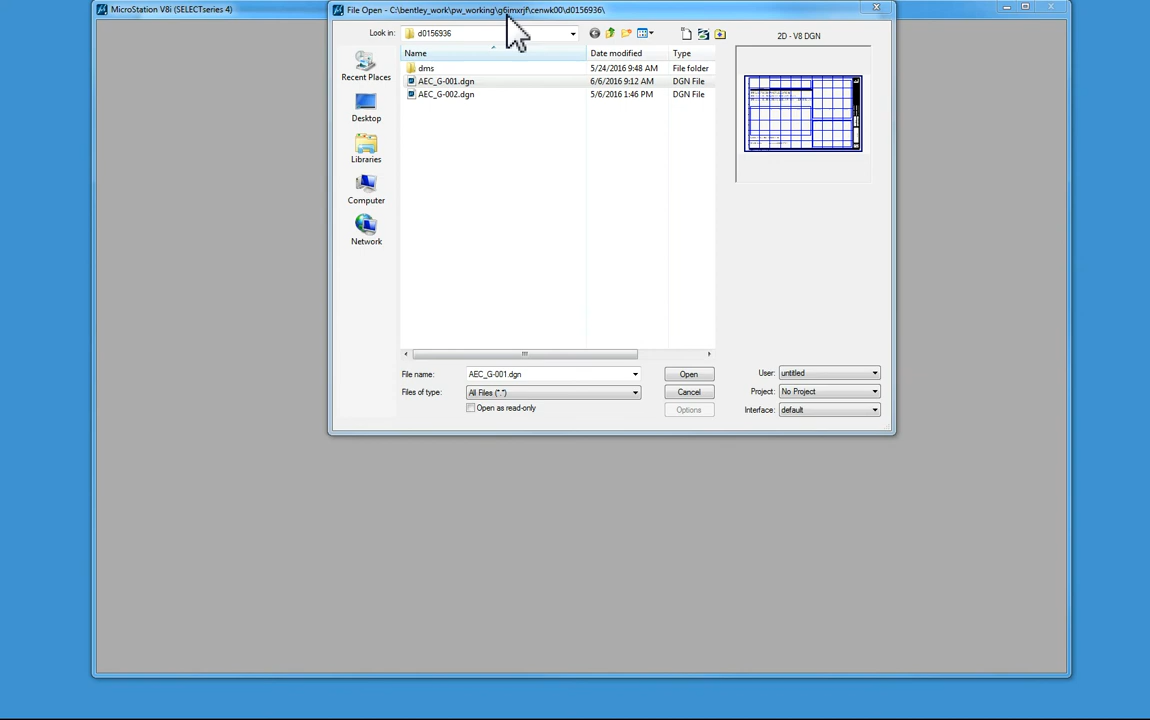 MicroStation V8i (SELECTseries 4)
File Open - C:\bentley_work\pw_working\g6imxrjf\cenwk00\d0156936\
Look in: d0156936
2D - V8 DGN
Name Date modified Type
dms 5/24/2016 9:48 AM File folder
AEC_G-001.dgn 6/6/2016 9:12 AM DGN File
AEC_G-002.dgn 5/6/2016 1:46 PM DGN File
Recent Places
Desktop
Libraries
Computer
Network
File name: AEC_G-001.dgn Open User: untitled
Files of type: All Files (*.*) Cancel Project: No Project
Open as read-only Options Interface: default